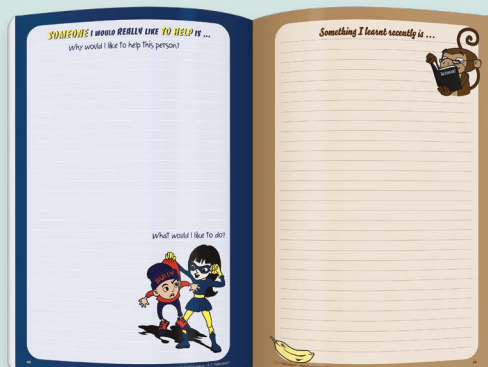 SOMEONE I WOULD REALLY LIKE TO HELP IS ...
Why would I like to help this person?
What would I like to do?
BULLY
Something I learnt recently is ...